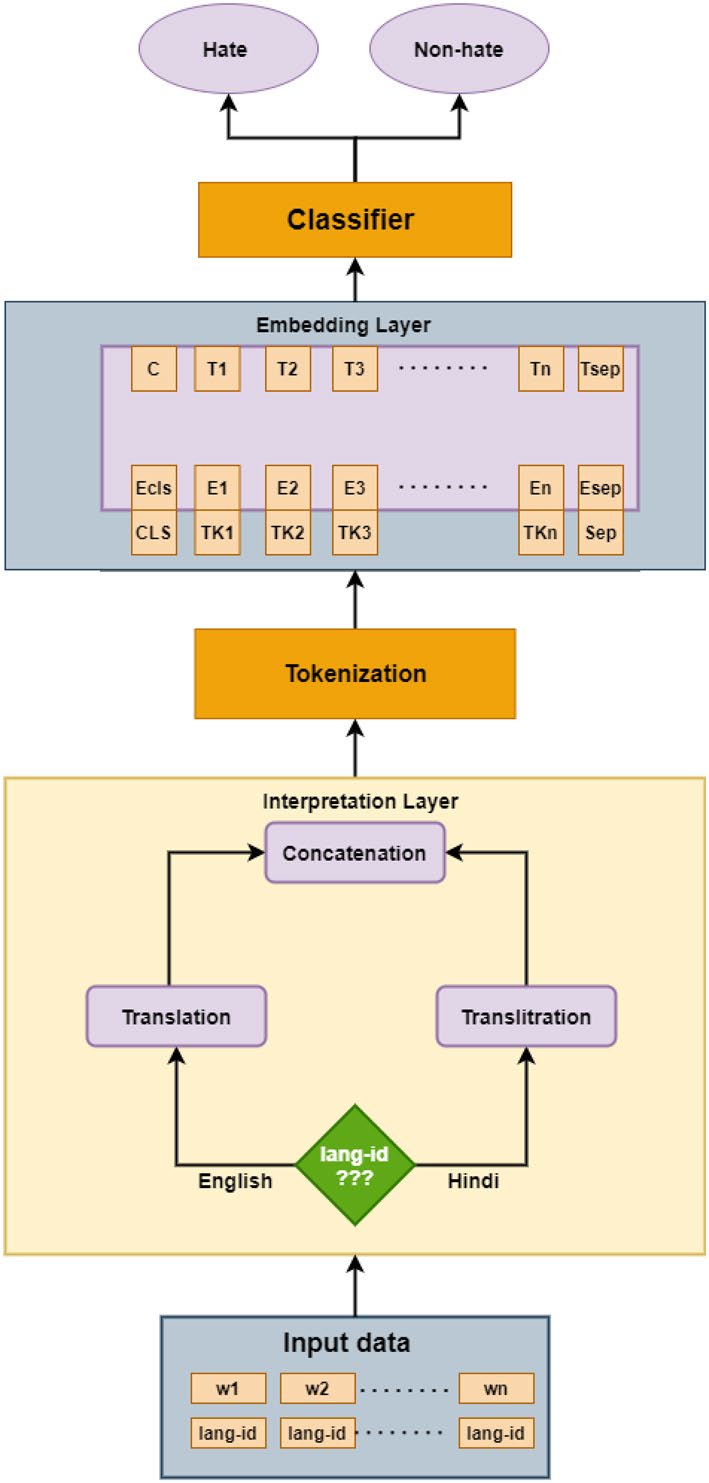 Hate Non-hate
Classifier
Embedding Layer
C T1 T2 T3 ........ Tn Tsep
Ecls E1 E2 E3 ........ En Esep
CLS TK1 TK2 TK3 TKn Sep
Tokenization
Interpretation Layer
Concatenation
Translation Translitration
lang-id
???
English Hindi
Input data
w1 w2 ........ wn
lang-id lang-id ........ lang-id